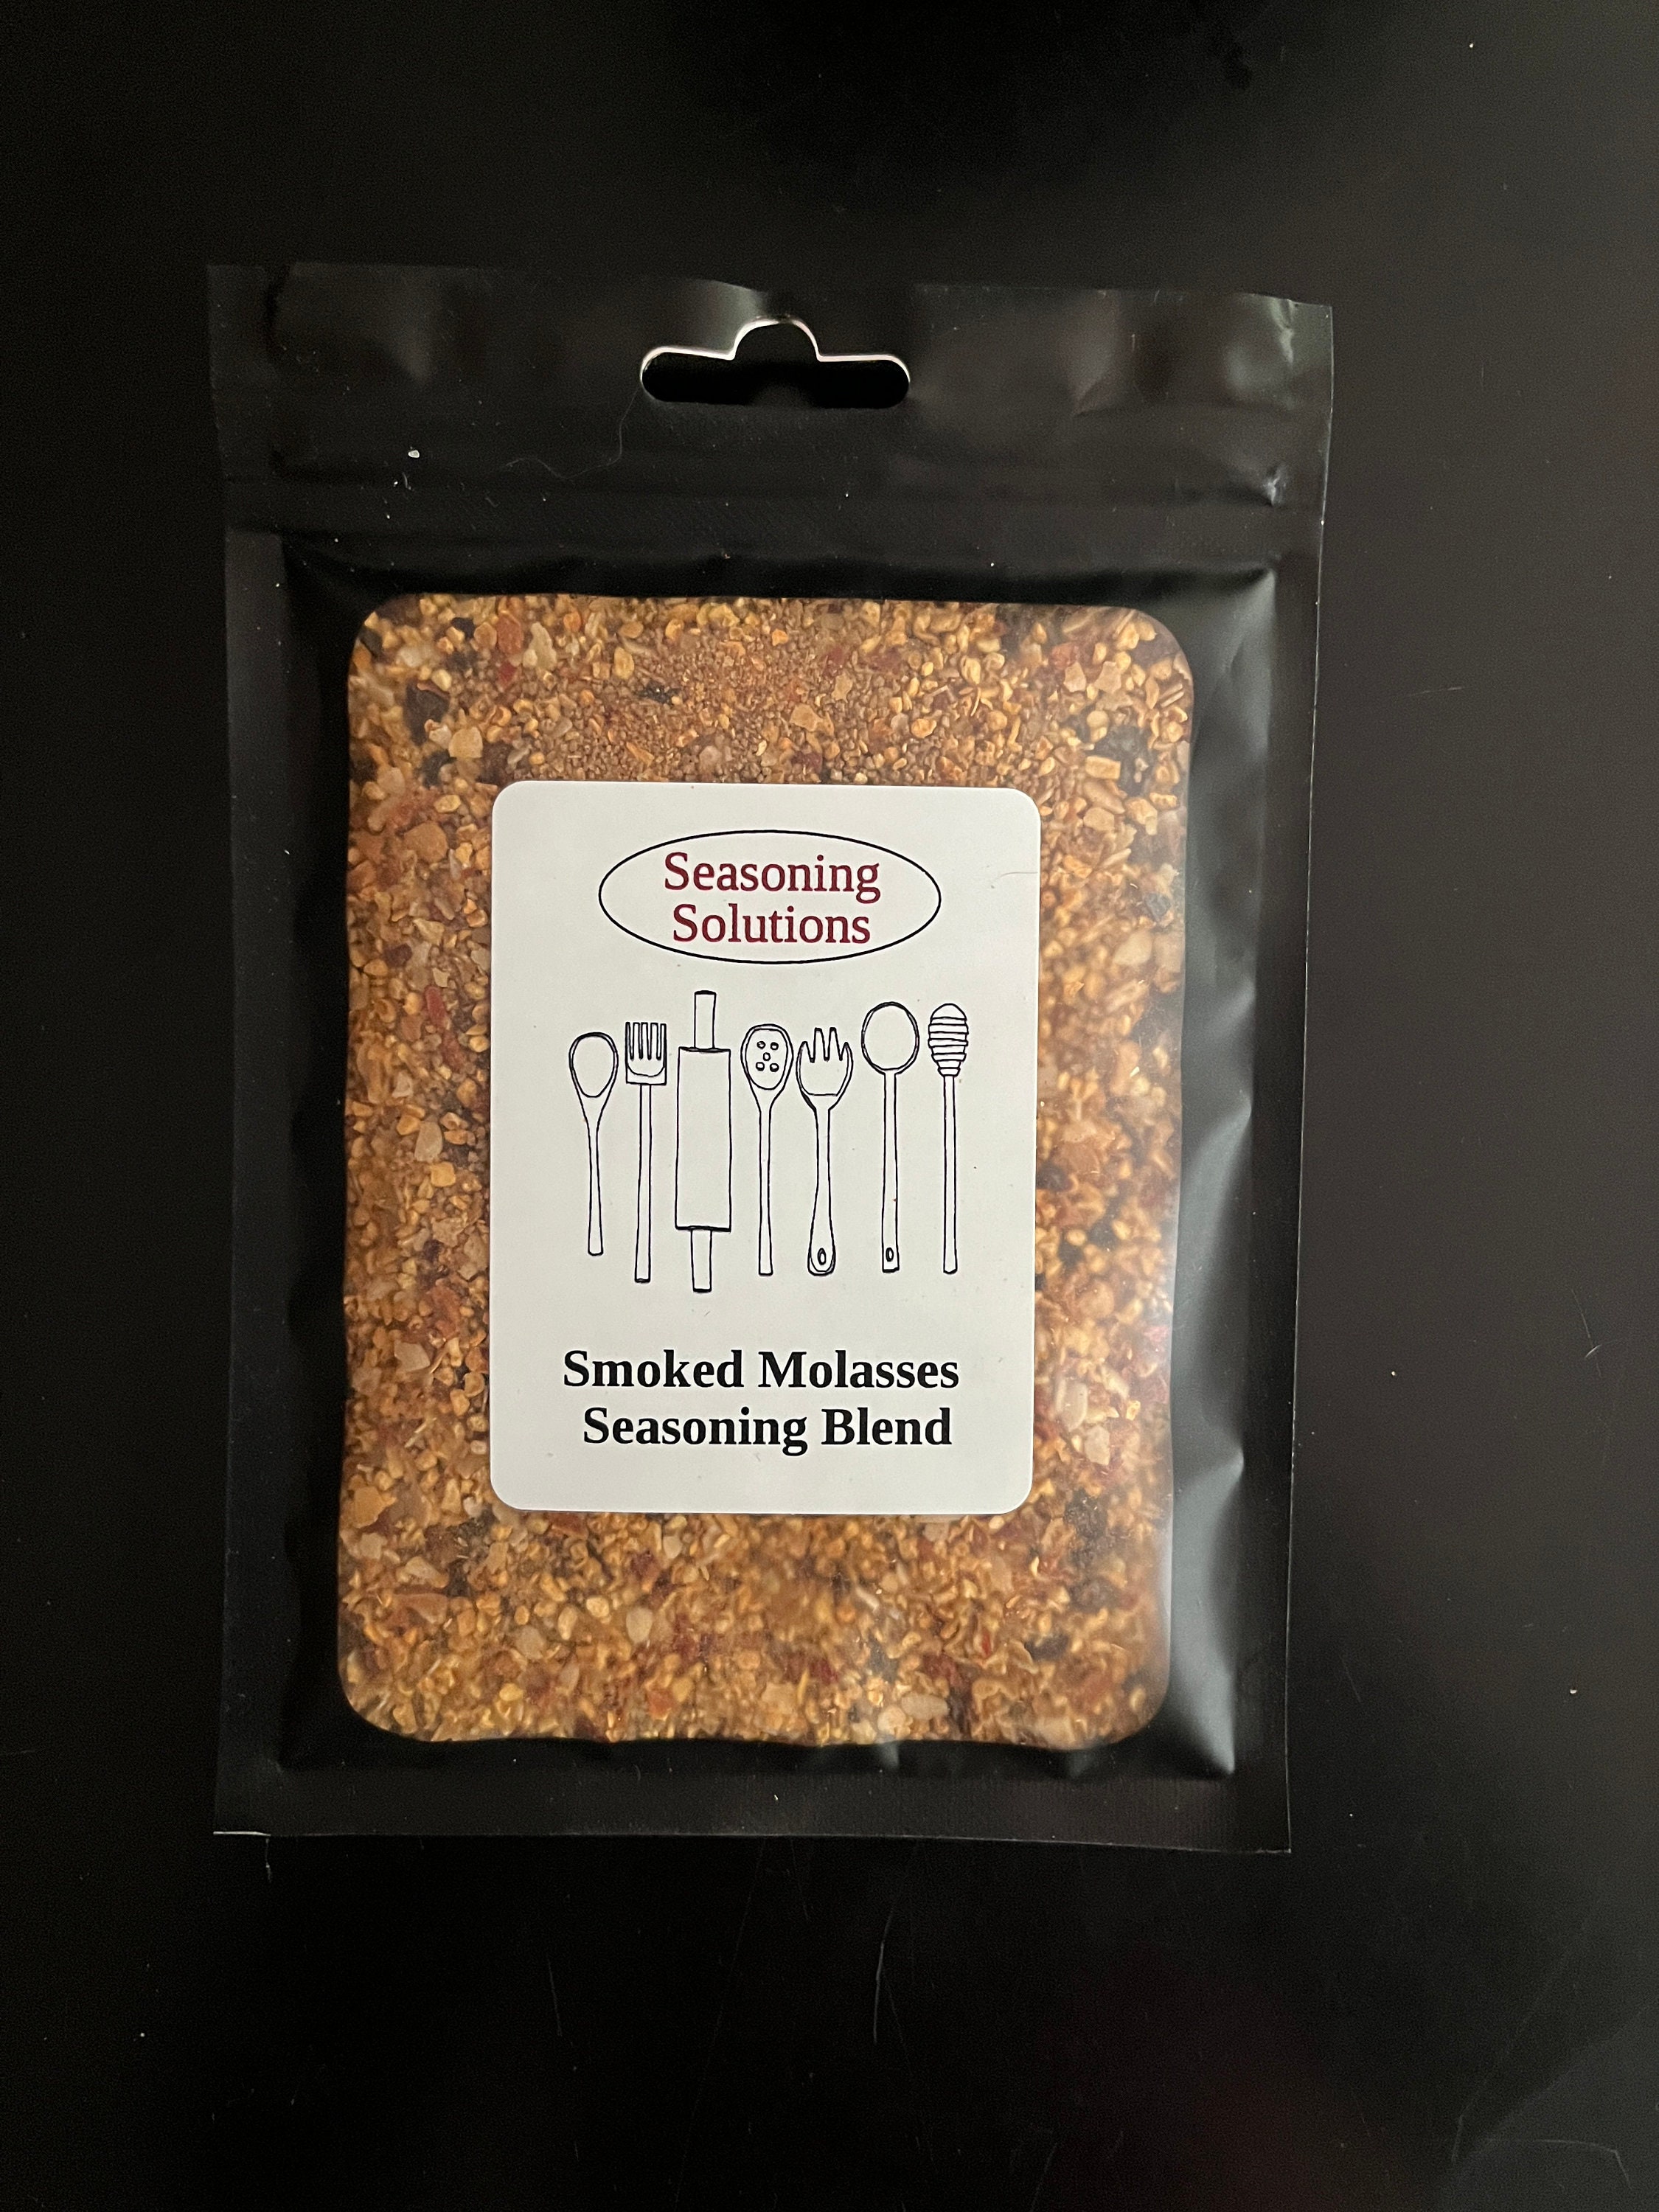 Seasoning
Solutions
Smoked Molasses
Seasoning Blend